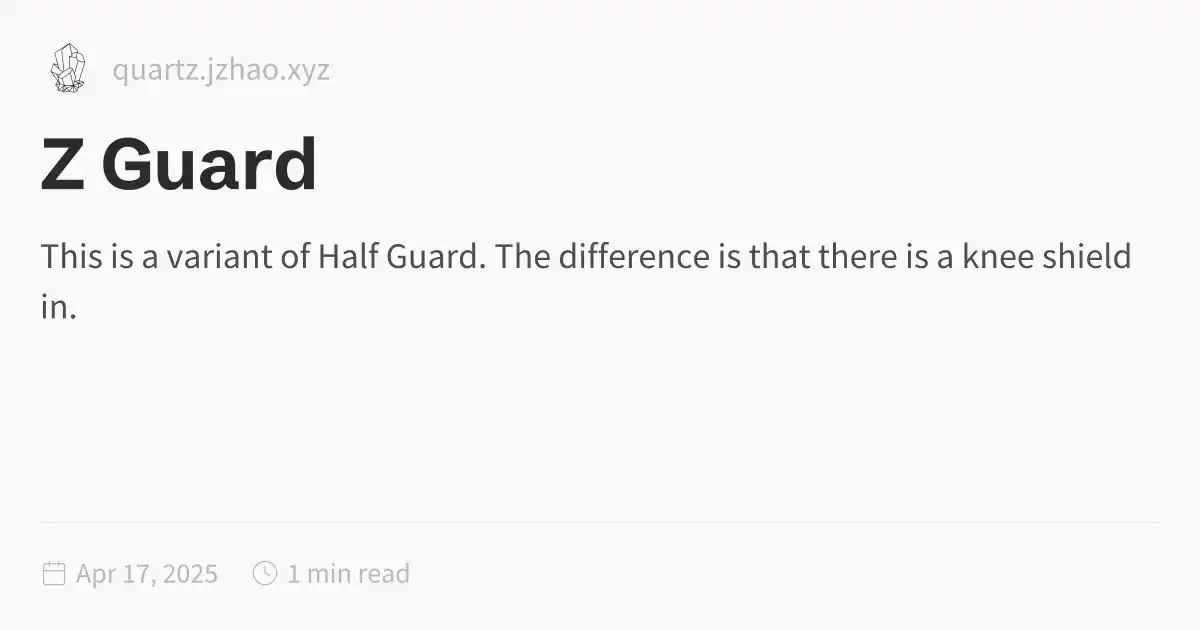 quartz.jzhao.xyz
Z Guard
This is a variant of Half Guard. The difference is that there is a knee shield
in.
Apr 17, 2025 1 min read